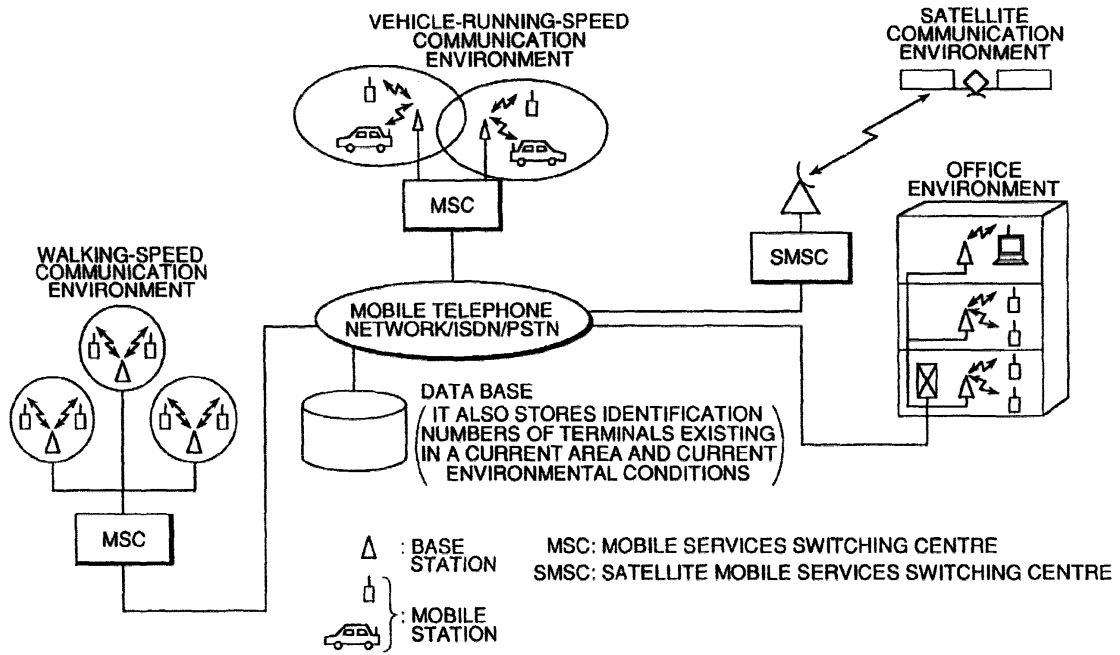 VEHICLE-RUNNING-SPEED
COMMUNICATION
ENVIRONMENT
SATELLITE
COMMUNICATION
ENVIRONMENT
MSC
OFFICE
ENVIRONMENT
SMSC
WALKING-SPEED
COMMUNICATION
ENVIRONMENT
MOBILE TELEPHONE
NETWORK/ISDN/PSTN
DATA BASE
(IT ALSO STORES IDENTIFICATION
NUMBERS OF TERMINALS EXISTING
IN A CURRENT AREA AND CURRENT
ENVIRONMENTAL CONDITIONS)
MSC
: BASE
STATION
: MOBILE
STATION
MSC: MOBILE SERVICES SWITCHING CENTRE
SMSC: SATELLITE MOBILE SERVICES SWITCHING CENTRE